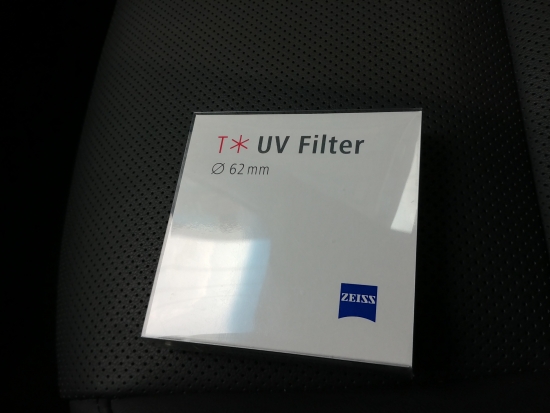 T* UV Filter
⌀ 62mm
ZEISS